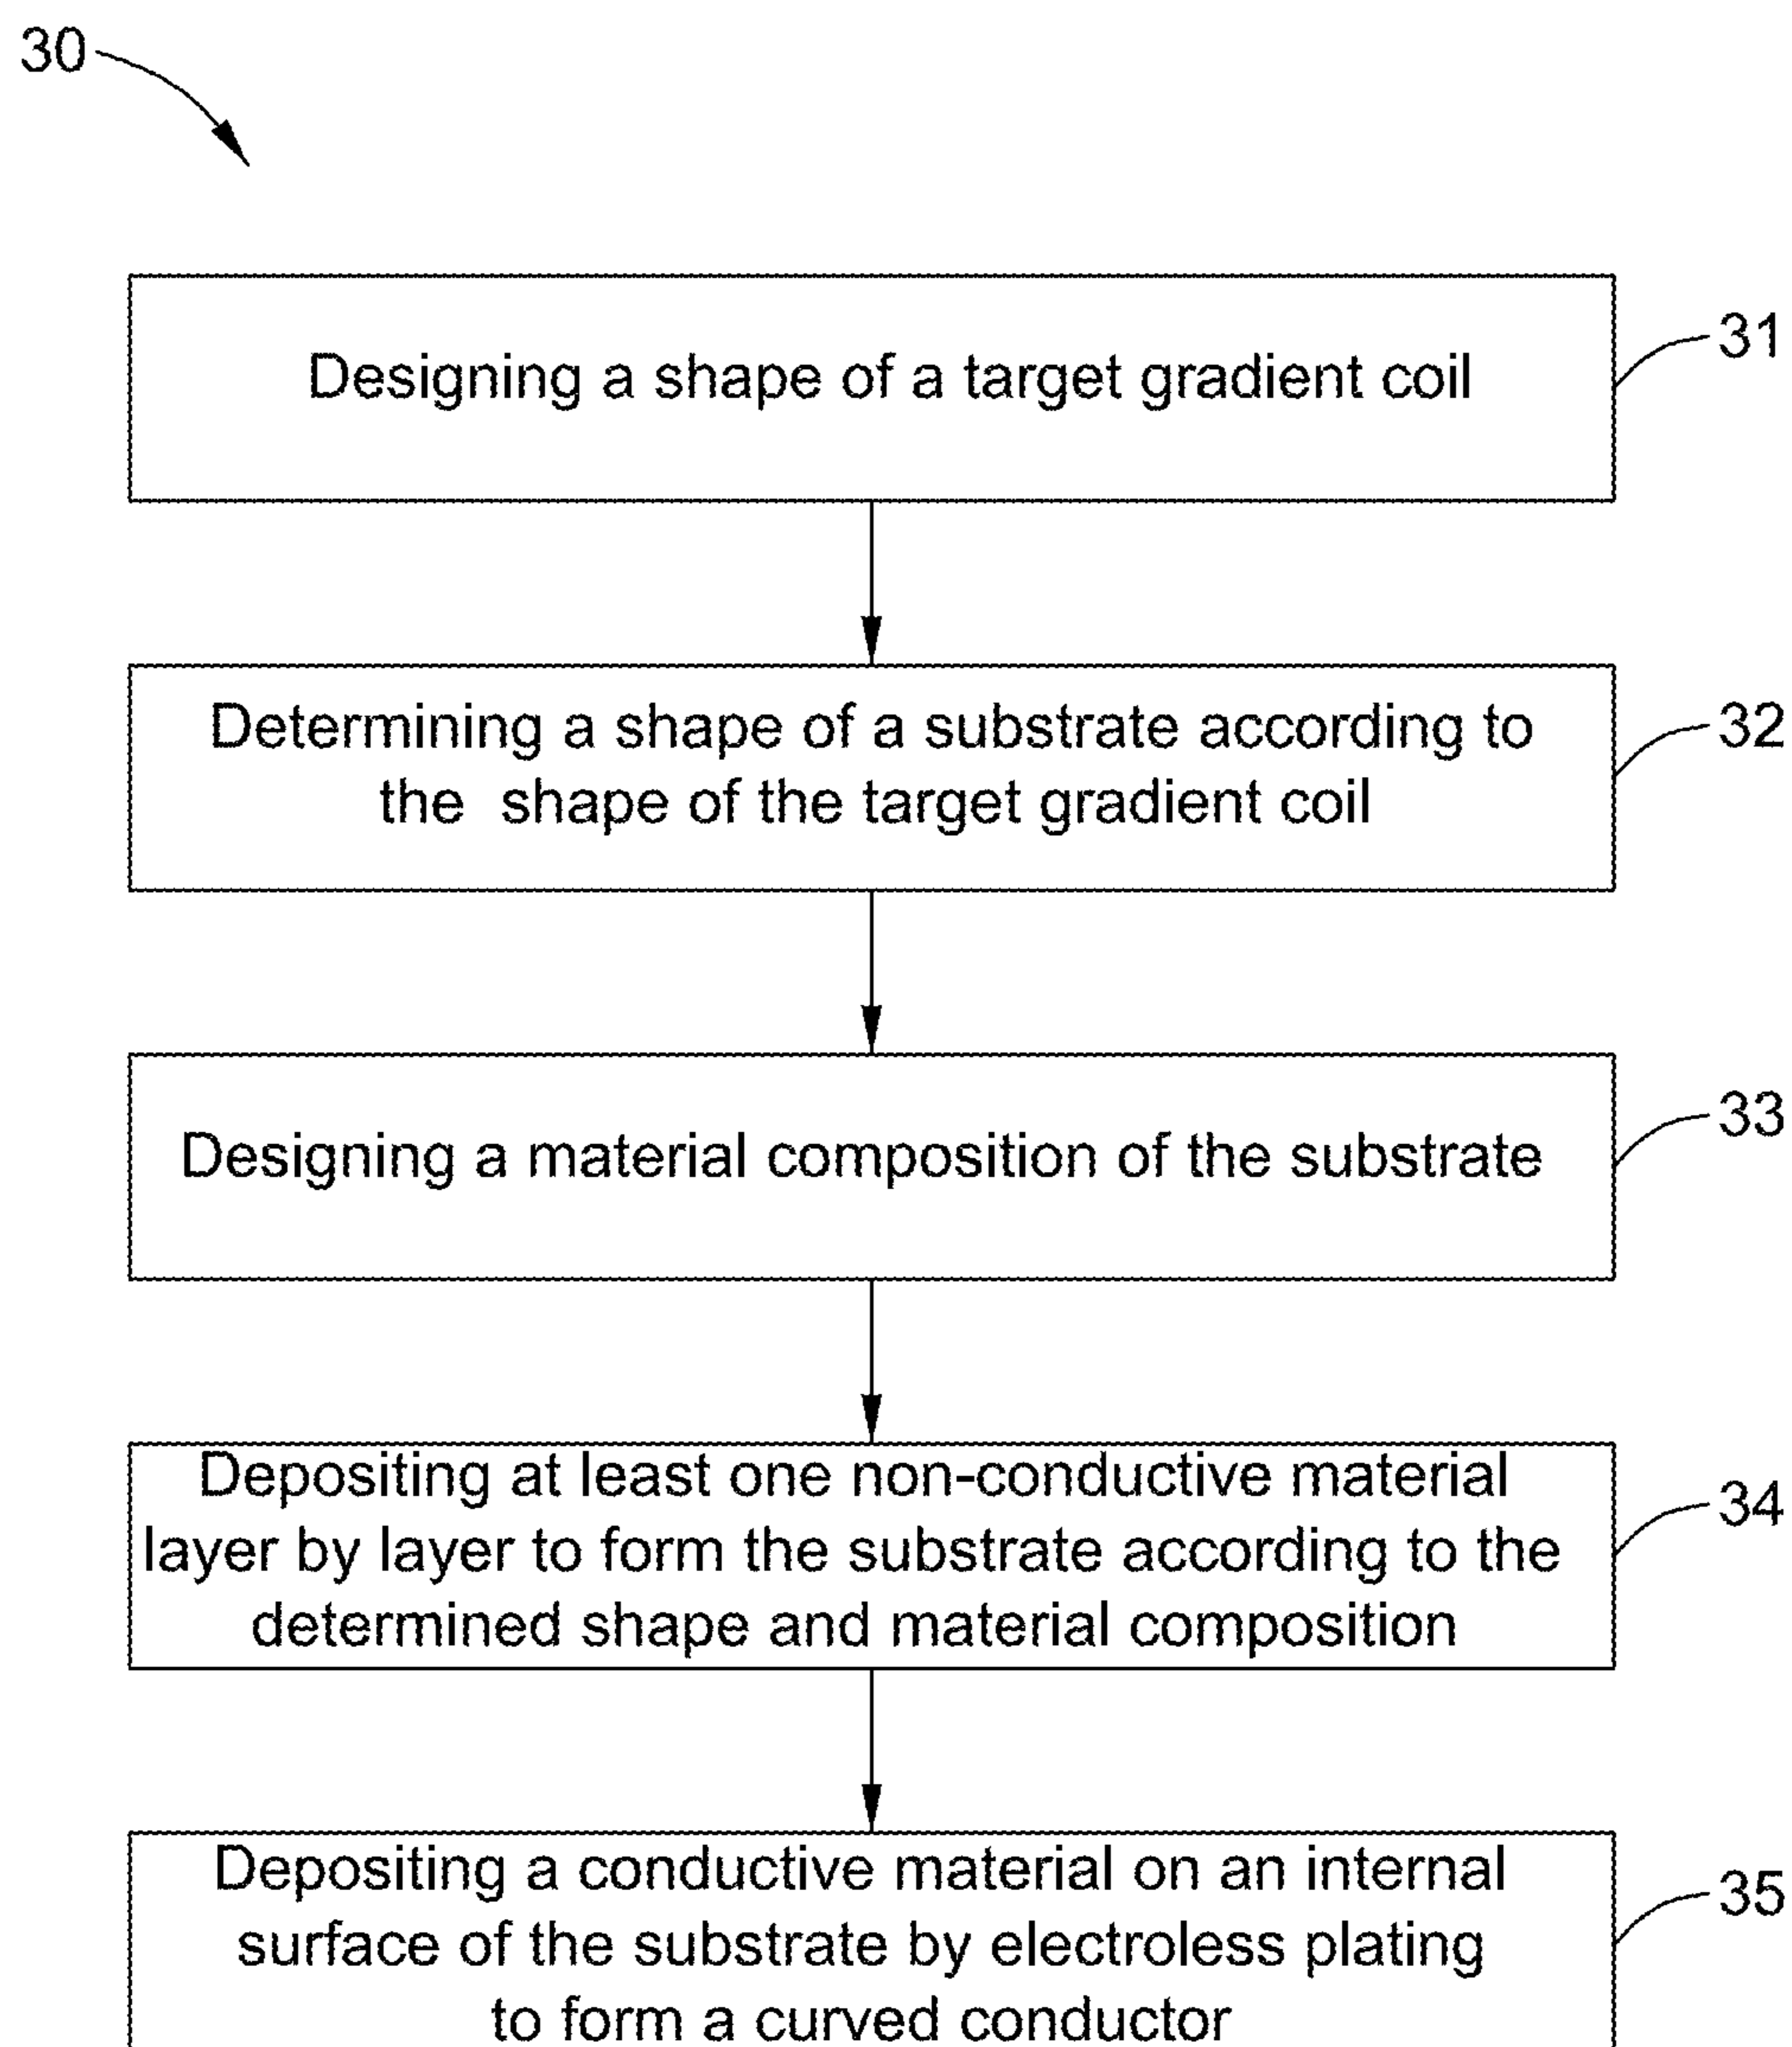 30
Designing a shape of a target gradient coil
31
Determining a shape of a substrate according to
the shape of the target gradient coil
32
Designing a material composition of the substrate
33
Depositing at least one non-conductive material
layer by layer to form the substrate according to the
determined shape and material composition
34
Depositing a conductive material on an internal
surface of the substrate by electroless plating
to form a curved conductor
35